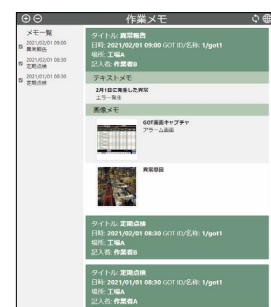 作業メモ
メモ一覧
2021/02/01 09:00
異常報告
2021/02/01 08:30
定期点検
2021/02/01 08:30
定期点検
タイトル: 異常報告
日時: 2021/02/01 09:00 GOT ID/名称: 1/got1
場所: 工場A
記入者: 作業者B
テキストメモ
2月1日に発生した異常
エラー発生
画像メモ
GOT画面キャプチャ
アラーム画面
異常原因
タイトル: 定期点検
日時: 2021/02/01 08:30 GOT ID/名称: 1/got1
場所: 工場A
記入者: 作業者B
タイトル: 定期点検
日時: 2021/02/01 08:30 GOT ID/名称: 1/got1
場所: 工場A
記入者: 作業者A